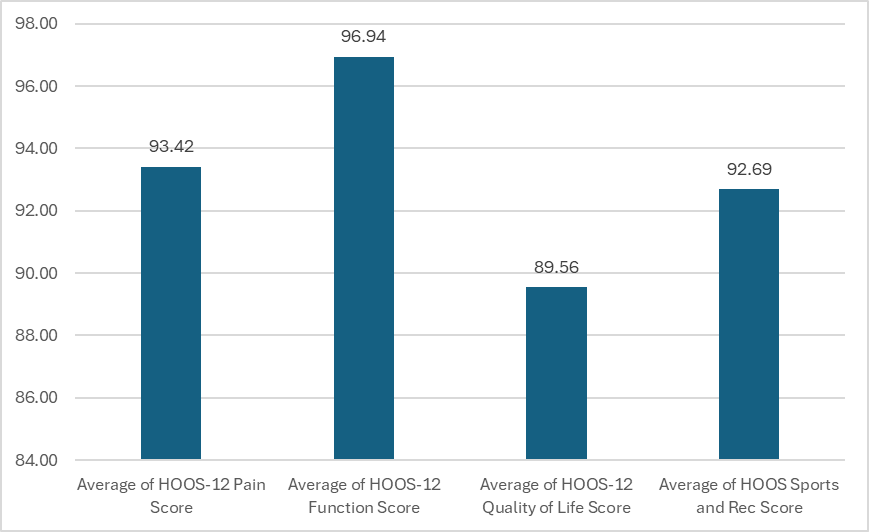 98.00
96.00
94.00
92.00
90.00
88.00
86.00
84.00
93.42
96.94
89.56
92.69
Average of HOOS-12 Pain
Score
Average of HOOS-12
Function Score
Average of HOOS-12
Quality of Life Score
Average of HOOS Sports
and Rec Score